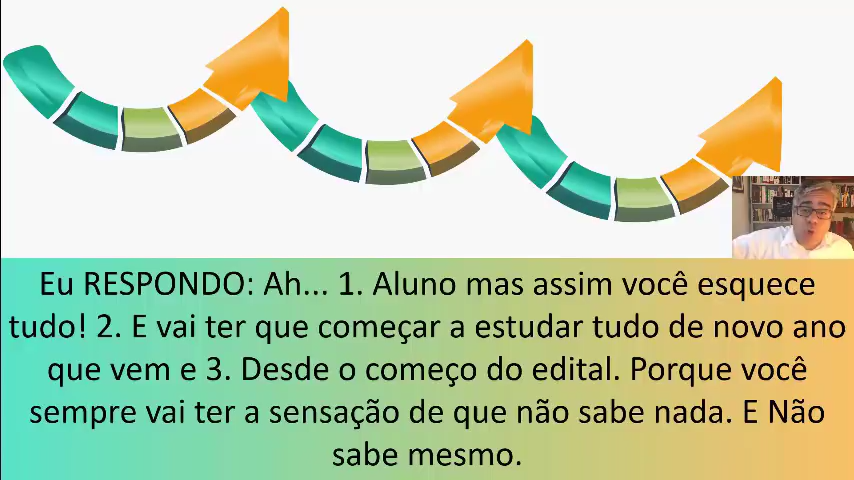 Eu RESPONDO: Ah... 1. Aluno mas assim você esquece
tudo! 2. E vai ter que começar a estudar tudo de novo ano
que vem e 3. Desde o começo do edital. Porque você
sempre vai ter a sensação de que não sabe nada. E Não
sabe mesmo.